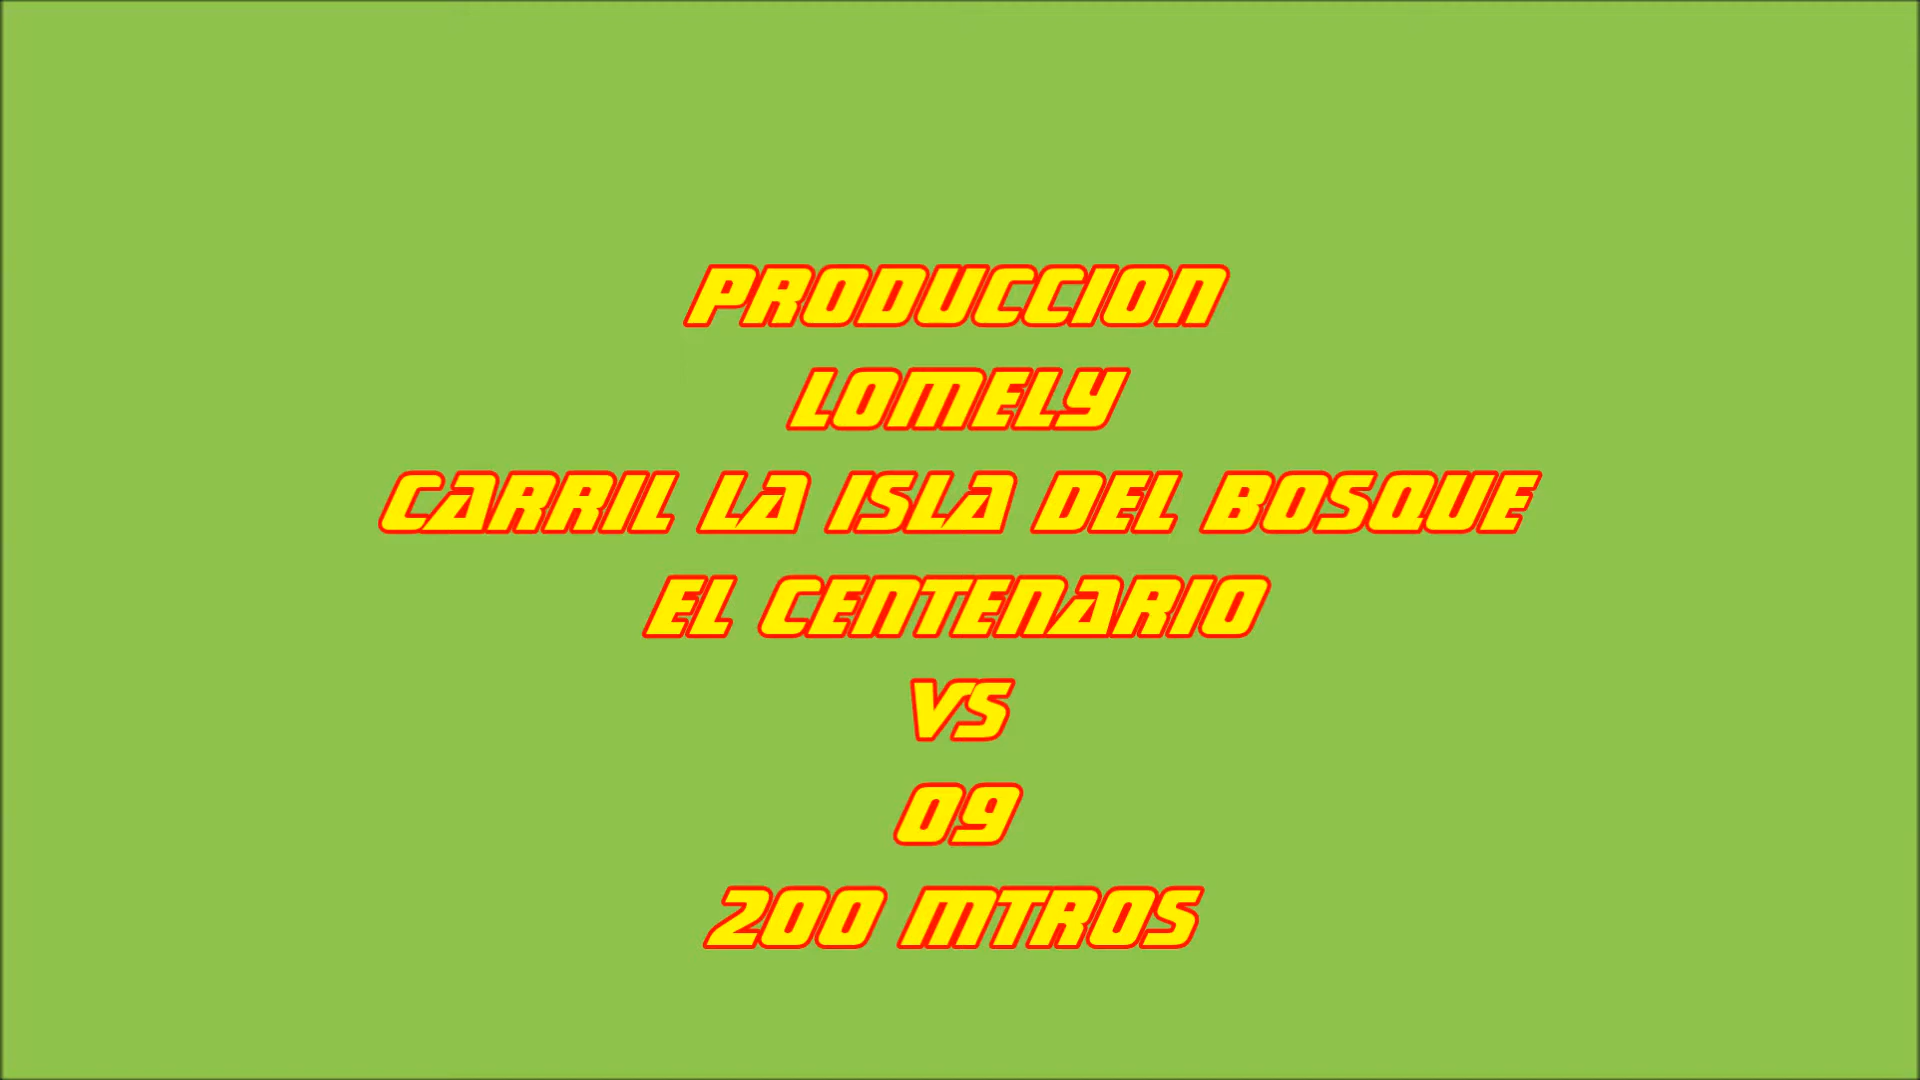 PRODUCCION
LOMELY
CARRIL LA ISLA DEL BOSQUE
EL CENTENARIO
VS
09
200 MTROS